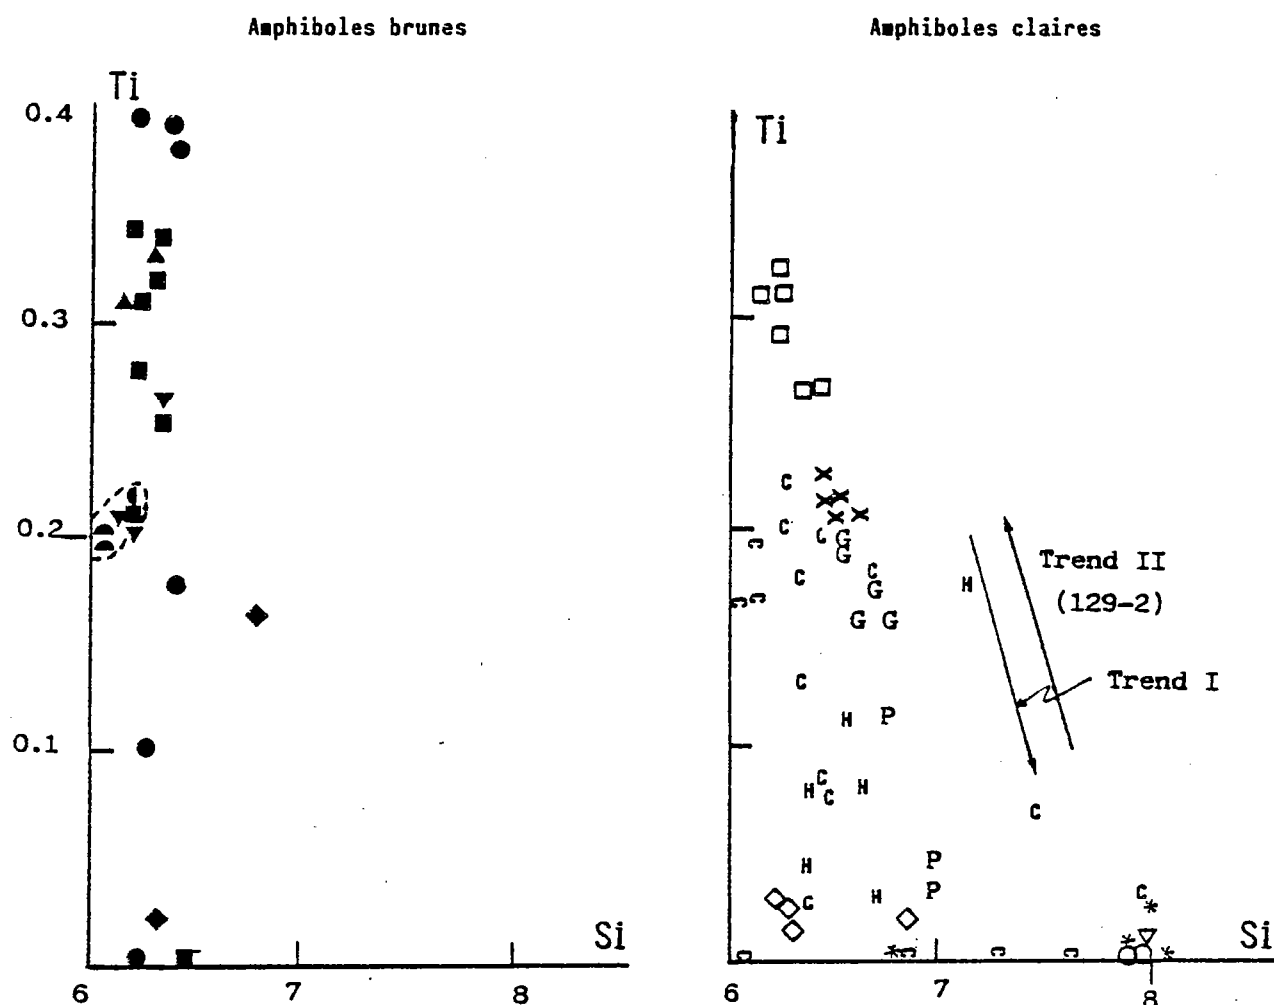 Amphiboles brunes
Amphiboles claires
Ti
0.4
0.3
0.2
0.1
Si
6
7
8
Ti
C
X
X
X
C
X
X
C
C
G
C
G
C
C
G
H
C
C
G
G
C
H
P
C
H
C
H
C
H
P
C
H
P
C
*
*
*
C
C
C
*
C
Trend II
(129-2)
Trend I
Si
6
7
8